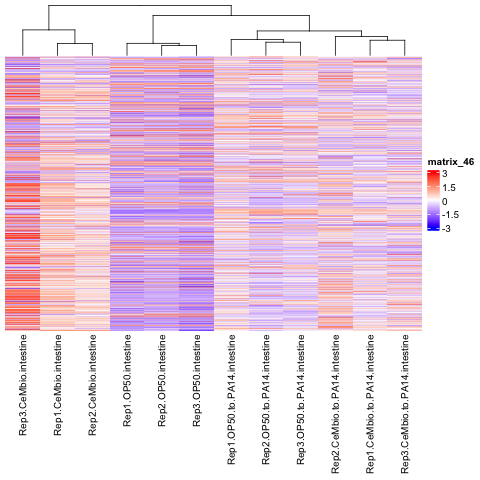 matrix_46
3
1.5
0
-1.5
-3
Rep3.CeMbio.intestine
Rep1.CeMbio.intestine
Rep2.CeMbio.intestine
Rep1.OP50.intestine
Rep2.OP50.intestine
Rep3.OP50.intestine
Rep1.OP50.to.PA14.intestine
Rep2.OP50.to.PA14.intestine
Rep3.OP50.to.PA14.intestine
Rep2.CeMbio.to.PA14.intestine
Rep1.CeMbio.to.PA14.intestine
Rep3.CeMbio.to.PA14.intestine